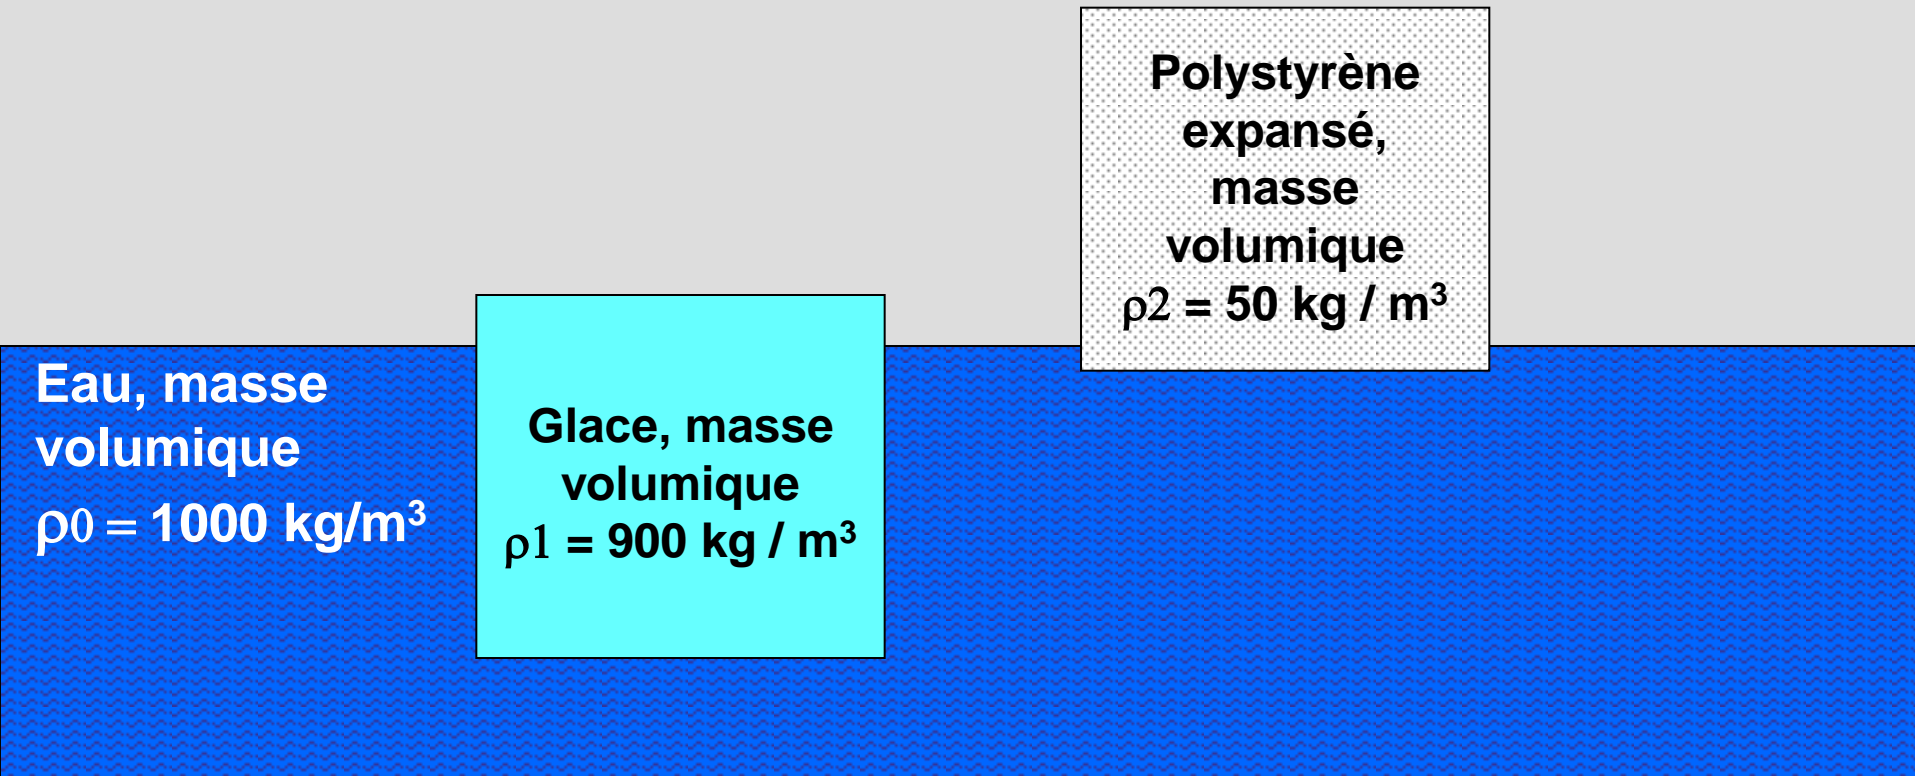 Polystyrène
expansé,
masse
volumique
ρ2 = 50 kg / m³
Eau, masse
volumique
ρ0 = 1000 kg/m³
Glace, masse
volumique
ρ1 = 900 kg / m³